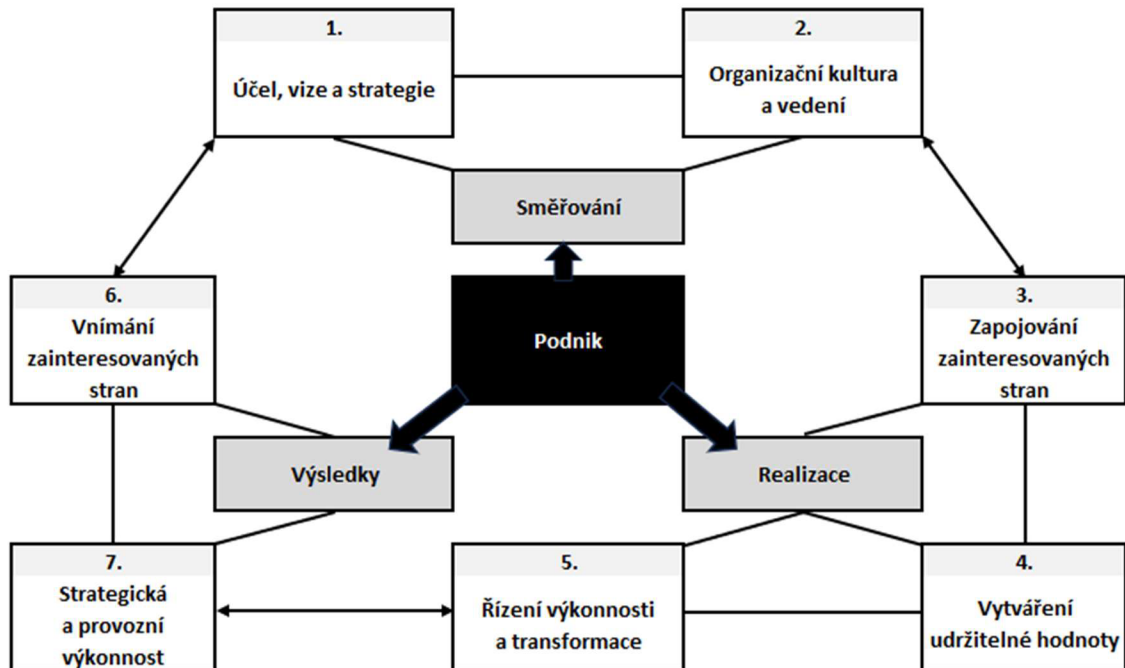 1.
Účel, vize a strategie
2.
Organizační kultura
a vedení
Směřování
6.
Vnímání
zainteresovaných
stran
Podnik
3.
Zapojování
zainteresovaných
stran
Výsledky
Realizace
7.
Strategická
a provozní
výkonnost
5.
Řízení výkonnosti
a transformace
4.
Vytváření
udržitelné hodnoty